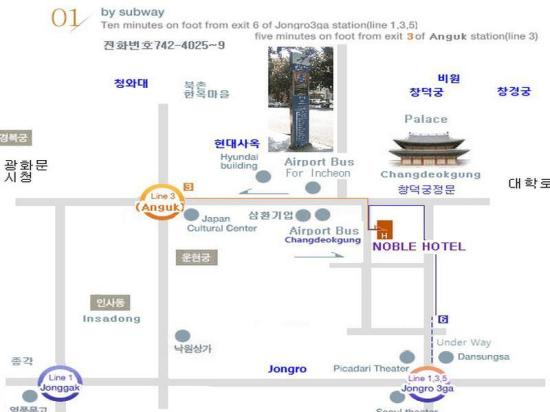 01 by subway
Ten minutes on foot from exit 6 of Jongro3ga station(line 1,3,5)
five minutes on foot from exit 3 of Anguk station(line 3)
전화번호742-4025~9
청와대
북촌
한옥마을
비원
창덕궁
창경궁
경복궁
광화문
시청
현대사옥
Hyundai
building
Airport Bus
For Incheon
Palace
Changdeokgung
창덕궁정문
대학로
3
Line 3
(Anguk)
Japan
Cultural Center
삼환기업
Airport Bus
Changdeokgung
H
NOBLE HOTEL
운현궁
인사동
Insadong
6
낙원상가
Under Way
종각
Jongro
Picadari Theater
Dansungsa
Line 1
Jonggak
Line 1,3,5
Jongro 3ga
영풍문고
Seoul theater